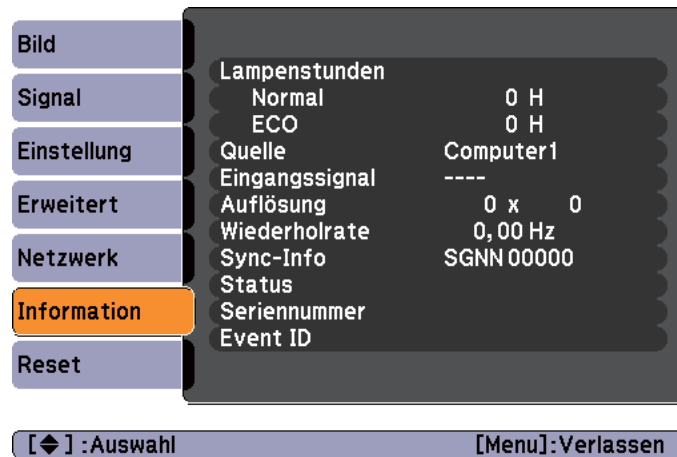 Bild
Signal
Einstellung
Erweitert
Netzwerk
Information
Reset
Lampenstunden
Normal 0 H
ECO 0 H
Quelle Computer1
Eingangssignal ----
Auflösung 0 x 0
Wiederholrate 0,00 Hz
Sync-Info SGNN 00000
Status
Seriennummer
Event ID
[◆] :Auswahl [Menu]:Verlassen